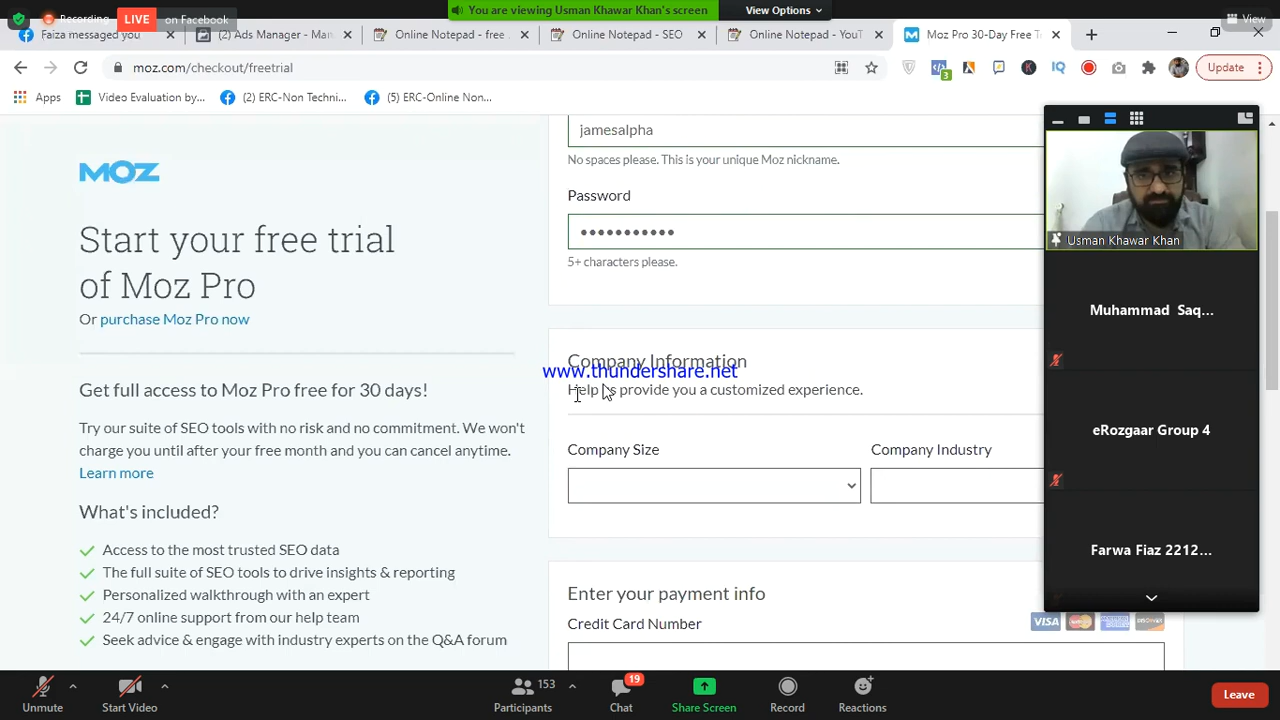 Recording
LIVE on Facebook
You are viewing Usman Khawar Khan's screen
View Options
View
Faiza messaged you
(2) Ads Manager - Man
Online Notepad - free
Online Notepad - SEO
Online Notepad - YouT
Moz Pro 30-Day Free T
moz.com/checkout/freetrial
3
Update
Apps
Video Evaluation by...
(2) ERC-Non Techni...
(5) ERC-Online Non...
MOZ
Start your free trial
of Moz Pro
Or purchase Moz Pro now
Get full access to Moz Pro free for 30 days!
Try our suite of SEO tools with no risk and no commitment. We won't
charge you until after your free month and you can cancel anytime.
Learn more
What's included?
Access to the most trusted SEO data
The full suite of SEO tools to drive insights & reporting
Personalized walkthrough with an expert
24/7 online support from our help team
Seek advice & engage with industry experts on the Q&A forum
jamesalpha
No spaces please. This is your unique Moz nickname.
Password
5+ characters please.
Company Information
www.thundershare.net
Help us provide you a customized experience.
Company Size
Company Industry
Enter your payment info
Credit Card Number
VISA
Usman Khawar Khan
Muhammad Saq...
eRozgaar Group 4
Farwa Fiaz 2212...
Unmute
Start Video
153
Participants
19
Chat
Share Screen
Record
Reactions
Leave